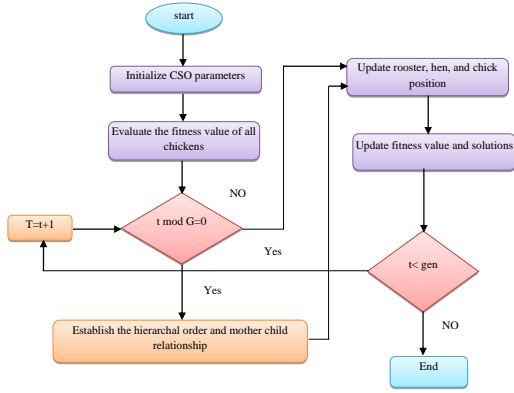 start
Initialize CSO parameters
Evaluate the fitness value of all
chickens
t mod G=0
NO
Yes
T=t+1
Establish the hierarchal order and mother child
relationship
Update rooster, hen, and chick
position
Update fitness value and solutions
t< gen
Yes
NO
End